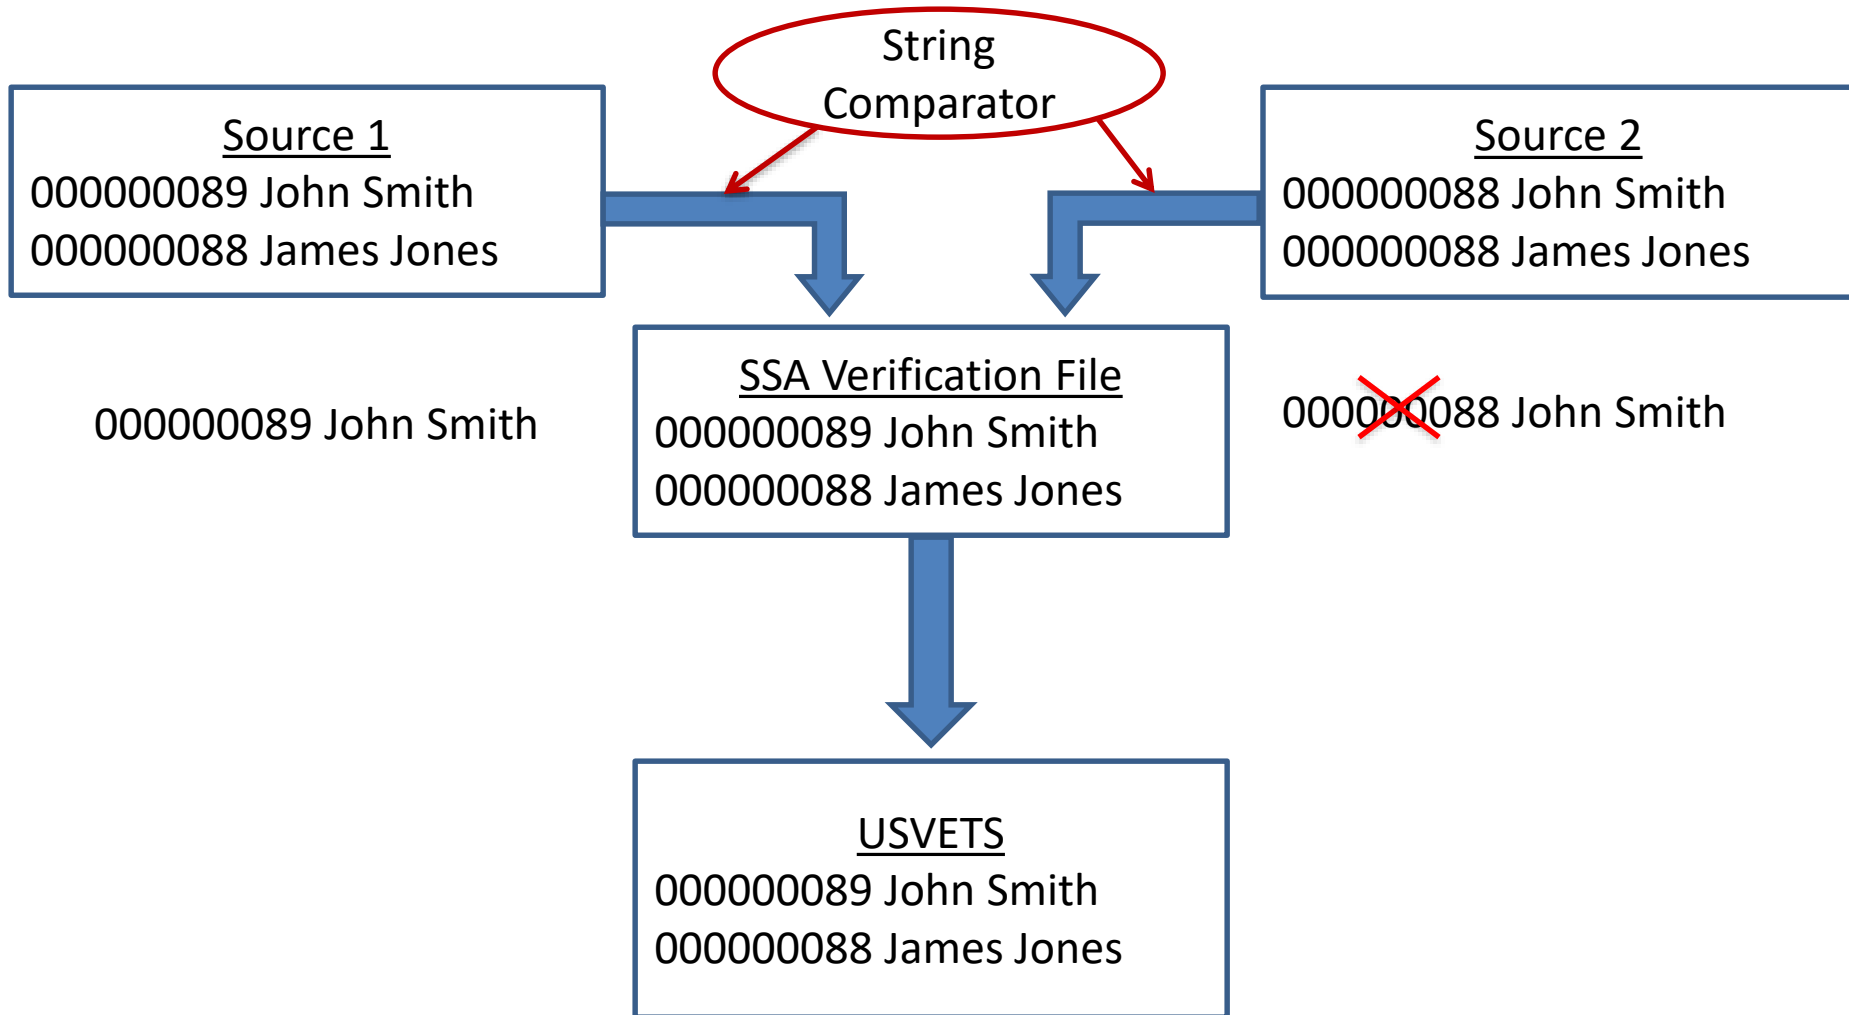 String
Comparator
Source 1
000000089 John Smith
000000088 James Jones
Source 2
000000088 John Smith
000000088 James Jones
000000089 John Smith
SSA Verification File
000000089 John Smith
000000088 James Jones
000000088 John Smith
USVETS
000000089 John Smith
000000088 James Jones